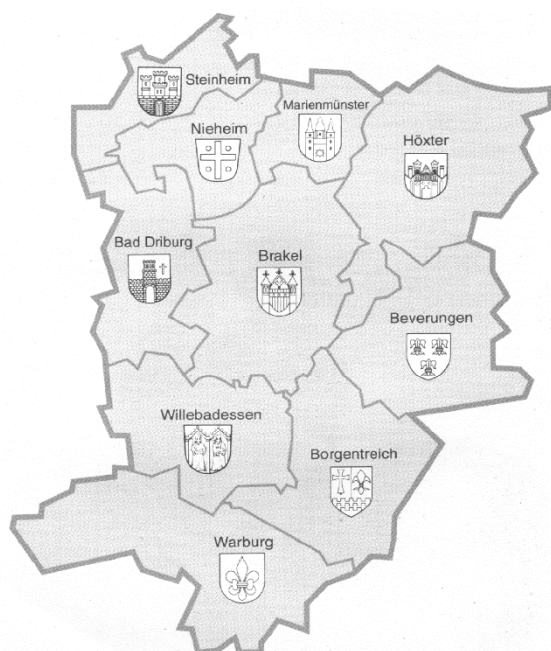 Steinheim
Marienmünster
Nieheim
Höxter
Bad Driburg
Brakel
Beverungen
Willebadessen
Borgentreich
Warburg